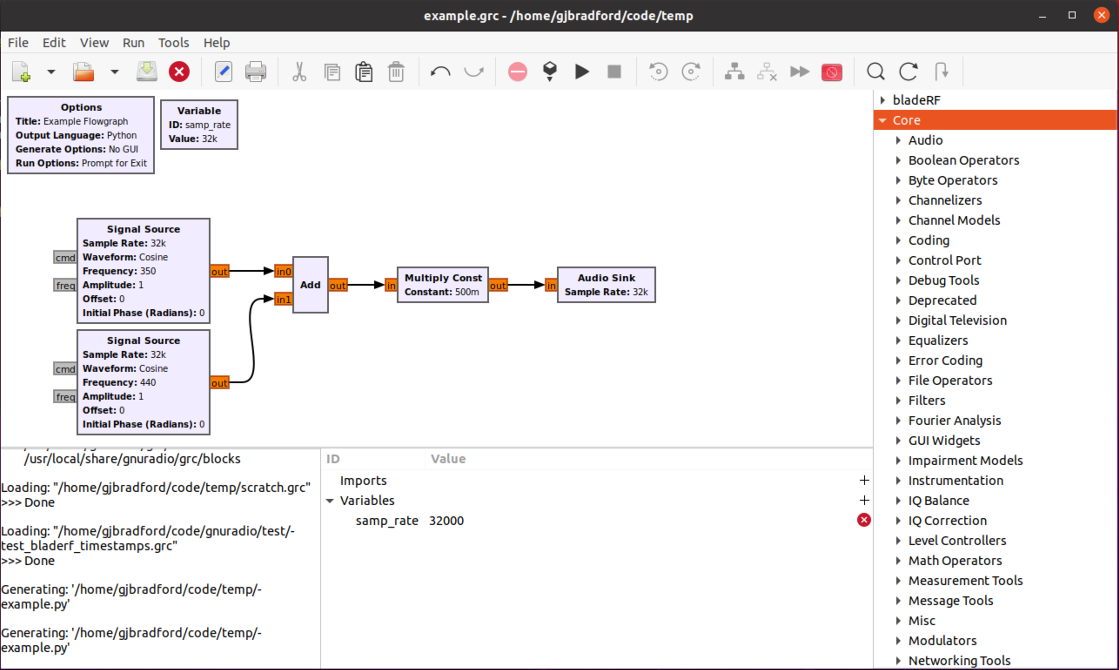 example.grc - /home/gjbradford/code/temp
File Edit View Run Tools Help
Options
Title: Example Flowgraph
Output Language: Python
Generate Options: No GUI
Run Options: Prompt for Exit
Variable
ID: samp_rate
Value: 32k
Signal Source
Sample Rate: 32k
Waveform: Cosine
Frequency: 350
Amplitude: 1
Offset: 0
Initial Phase (Radians): 0
cmd
freq
out
Signal Source
Sample Rate: 32k
Waveform: Cosine
Frequency: 440
Amplitude: 1
Offset: 0
Initial Phase (Radians): 0
cmd
freq
out
in0
in1
Add
out
in
Multiply Const
Constant: 500m
out
in
Audio Sink
Sample Rate: 32k
bladeRF
Core
Audio
Boolean Operators
Byte Operators
Channelizers
Channel Models
Coding
Control Port
Debug Tools
Deprecated
Digital Television
Equalizers
Error Coding
File Operators
Filters
Fourier Analysis
GUI Widgets
Impairment Models
Instrumentation
IQ Balance
IQ Correction
Level Controllers
Math Operators
Measurement Tools
Message Tools
Misc
Modulators
Networking Tools
/usr/local/share/gnuradio/grc/blocks
Loading: "/home/gjbradford/code/temp/scratch.grc"
>>> Done
Loading: "/home/gjbradford/code/gnuradio/test/-
test_bladerf_timestamps.grc"
>>> Done
Generating: '/home/gjbradford/code/temp/-
example.py'
Generating: '/home/gjbradford/code/temp/-
example.py'
ID Value
Imports
Variables
samp_rate 32000